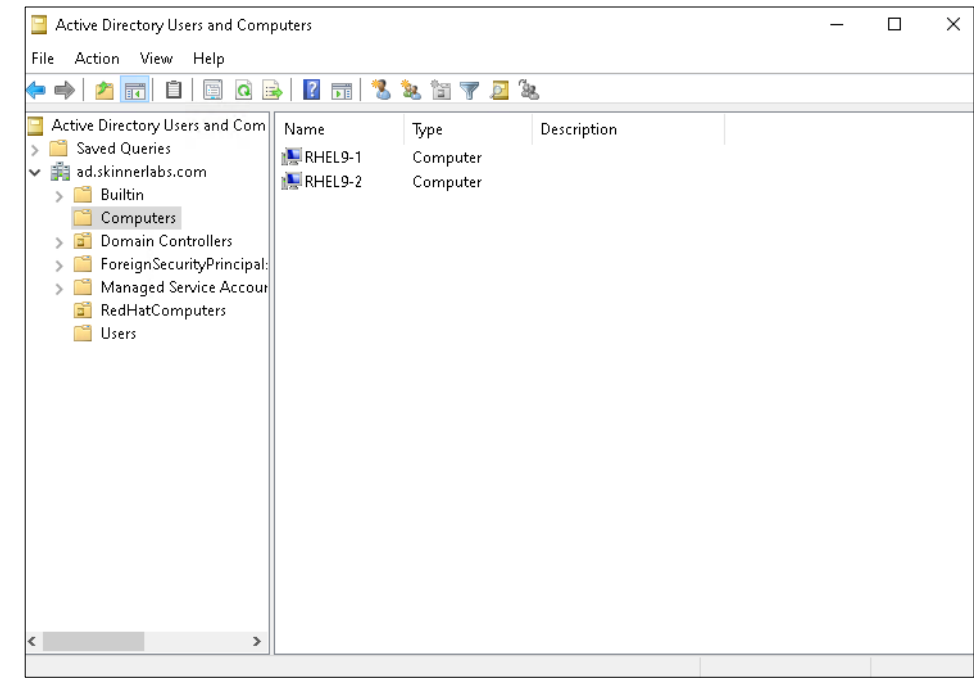 Active Directory Users and Computers
File Action View Help
Active Directory Users and Com
Saved Queries
ad.skinnerlabs.com
Builtin
Computers
Domain Controllers
ForeignSecurityPrincipal:
Managed Service Accour
RedHatComputers
Users
Name Type Description
RHEL9-1 Computer
RHEL9-2 Computer